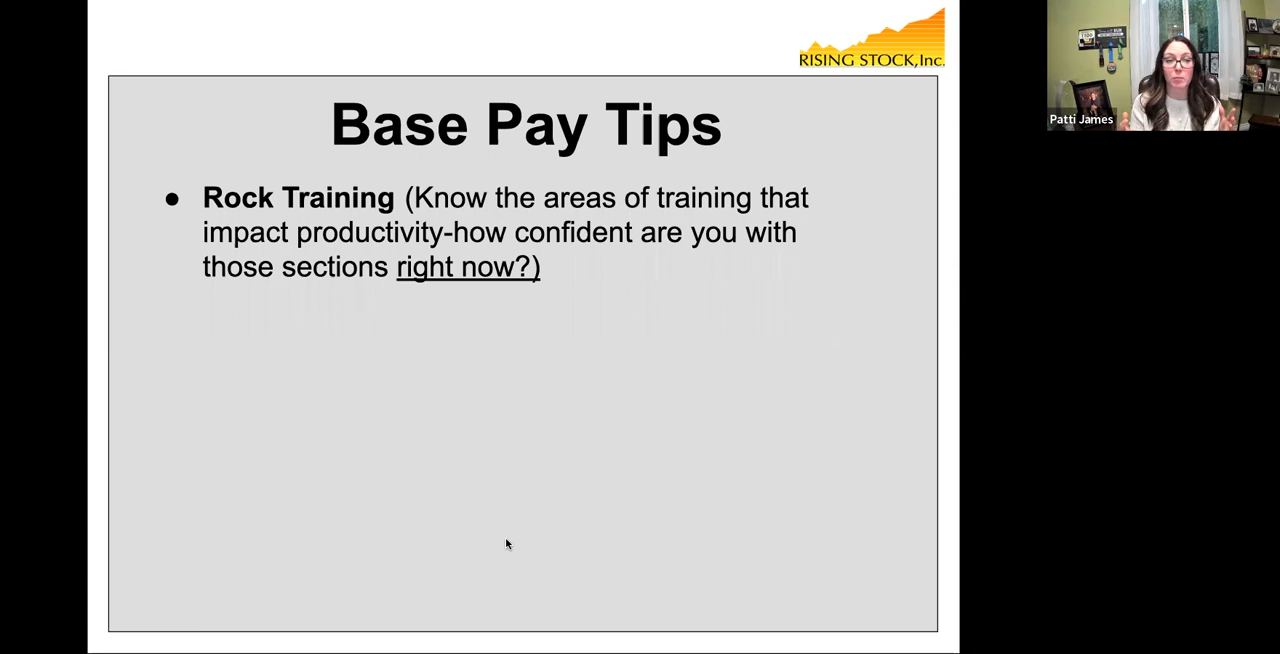 RISING STOCK,Inc.
Base Pay Tips
● Rock Training (Know the areas of training that
impact productivity-how confident are you with
those sections right now?)
Patti James